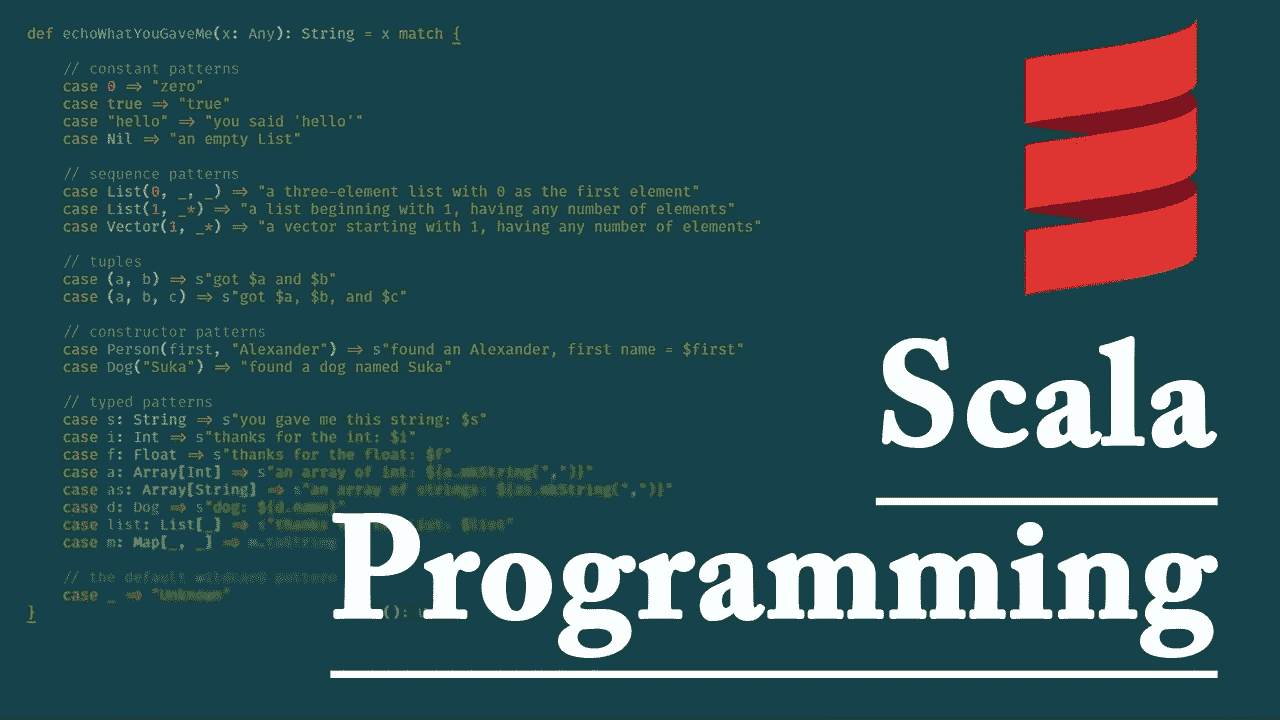 def echoWhatYouGaveMe(x: Any): String = x match {
// constant patterns
case 0 ⇒ "zero"
case true ⇒ "true"
case "hello" ⇒ "you said 'hello'"
case Nil ⇒ "an empty List"
// sequence patterns
case List(0, _, _) ⇒ "a three-element list with 0 as the first element"
case List(1, _*) ⇒ "a list beginning with 1, having any number of elements"
case Vector(1, _*) ⇒ "a vector starting with 1, having any number of elements"
// tuples
case (a, b) ⇒ s"got $a and $b"
case (a, b, c) ⇒ s"got $a, $b, and $c"
// constructor patterns
case Person(first, "Alexander") ⇒ s"found an Alexander, first name = $first"
case Dog("Suka") ⇒ "found a dog named Suka"
// typed patterns
case s: String ⇒ s"you gave me this string: $s"
case i: Int ⇒ s"thanks for the int: $i"
case f: Float ⇒ s"thanks for the float: $f"
case a: Array[Int] ⇒ s"an array of int: ${a.mkString(",")}"
case as: Array[String] ⇒ s"an array of strings: ${as.mkString(",")}"
case d: Dog ⇒ s"dog: ${d.name}"
case list: List[_] ⇒ s"thanks list: $list"
case m: Map[_, _] ⇒ m.toString
// the default wildcard pattern
case _ ⇒ "Unknown"
}
Scala
Programming